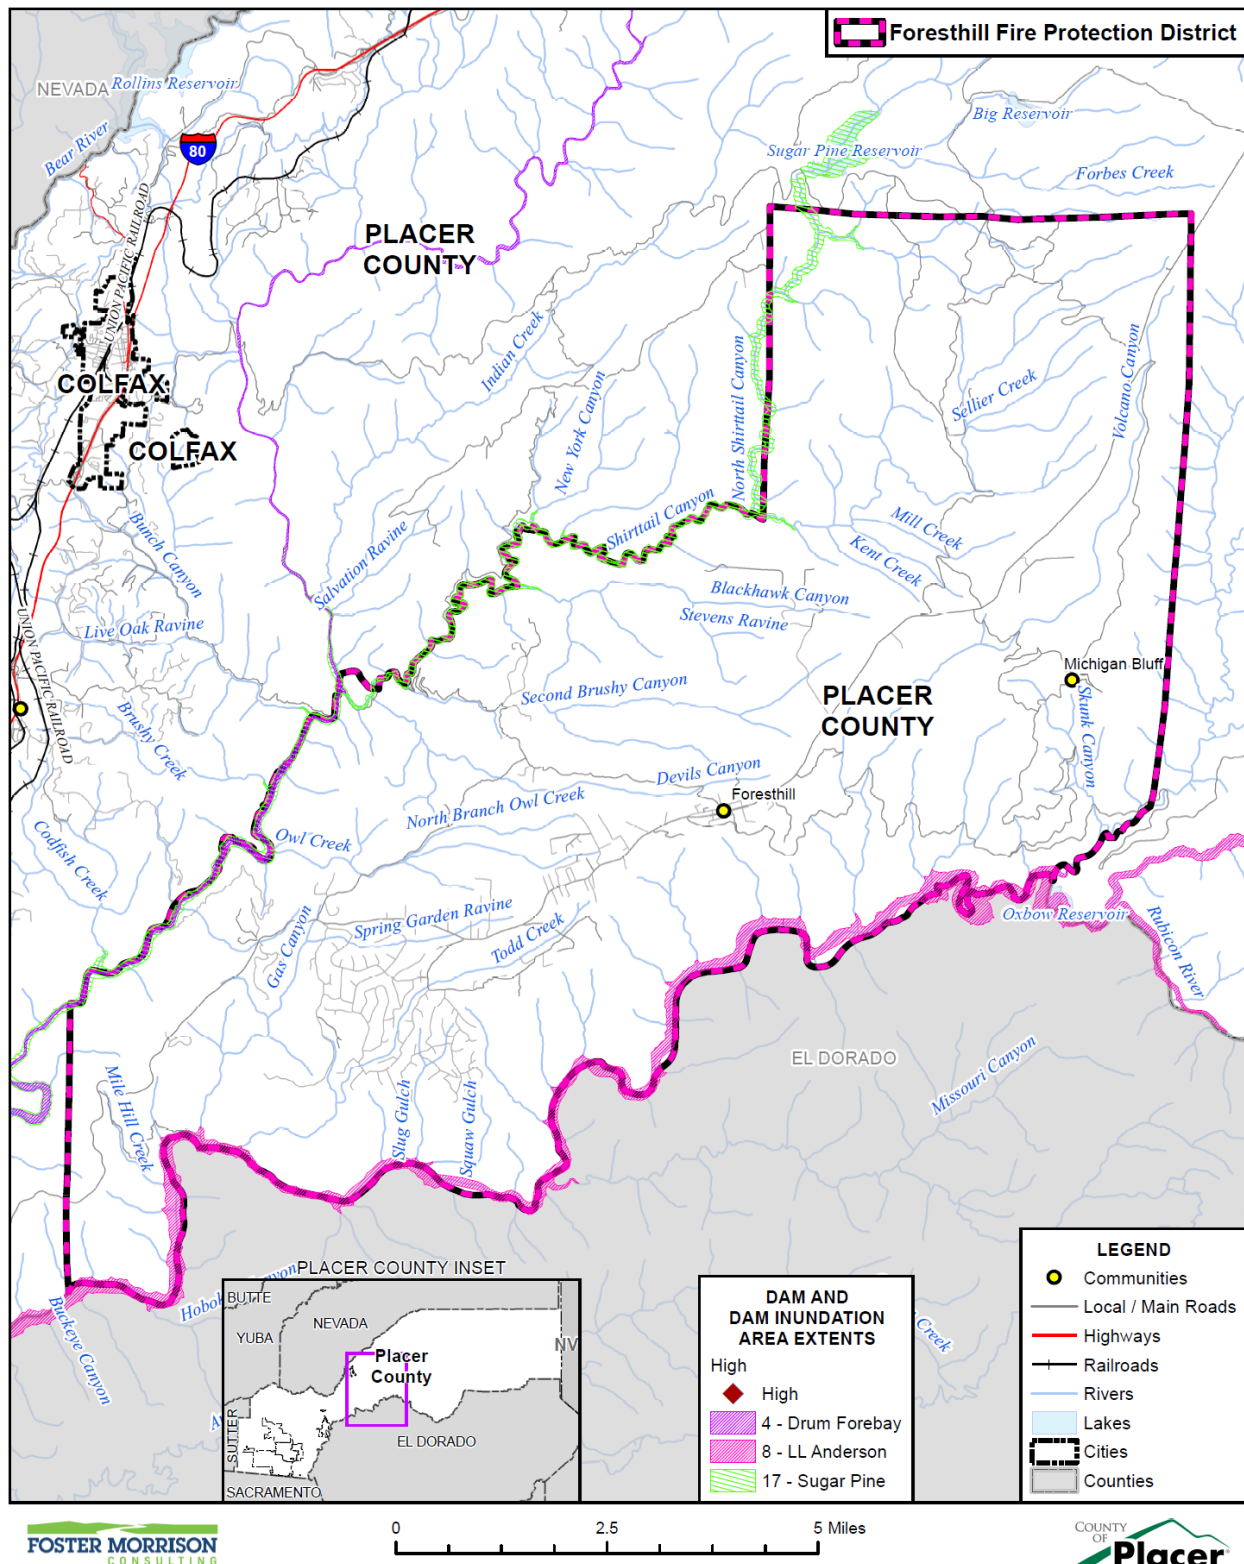 Foresthill Fire Protection District
NEVADA
Rollins Reservoir
Bear River
80
Big Reservoir
Sugar Pine Reservoir
Forbes Creek
UNION PACIFIC RAILROAD
PLACER
COUNTY
Indian Creek
New York Canyon
North Shirttail Canyon
Sellier Creek
Volcano Canyon
COLFAX
COLFAX
Bunch Canyon
Salvation Ravine
Shirttail Canyon
Mill Creek
Kent Creek
Blackhawk Canyon
Stevens Ravine
Live Oak Ravine
UNION PACIFIC RAILROAD
Brushy Creek
Second Brushy Canyon
PLACER
COUNTY
Michigan Bluff
Skunk Canyon
Devils Canyon
Foresthill
North Branch Owl Creek
Owl Creek
Codfish Creek
Gas Canyon
Spring Garden Ravine
Todd Creek
Oxbow Reservoir
Rubicon River
EL DORADO
Missouri Canyon
Mile Hill Creek
Slug Gulch
Squaw Gulch
Buckeye Canyon
PLACER COUNTY INSET
BUTTE
YUBA
NEVADA
NV
Placer
County
SUTTER
EL DORADO
SACRAMENTO
DAM AND
DAM INUNDATION
AREA EXTENTS
High
High
4 - Drum Forebay
8 - LL Anderson
17 - Sugar Pine
Creek
LEGEND
Communities
Local / Main Roads
Highways
Railroads
Rivers
Lakes
Cities
Counties
FOSTER MORRISON
CONSULTING
0 2.5 5 Miles
COUNTY
OF
Placer